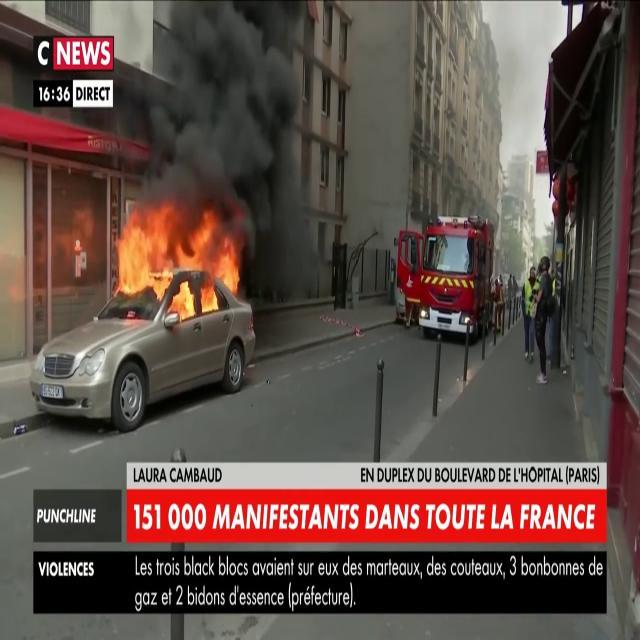 C NEWS
16:36 DIRECT
LAURA CAMBAUD
EN DUPLEX DU BOULEVARD DE L'HÔPITAL (PARIS)
PUNCHLINE
151 000 MANIFESTANTS DANS TOUTE LA FRANCE
VIOLENCES
Les trois black blocs avaient sur eux des marteaux, des couteaux, 3 bonbonnes de
gaz et 2 bidons d'essence (préfecture).